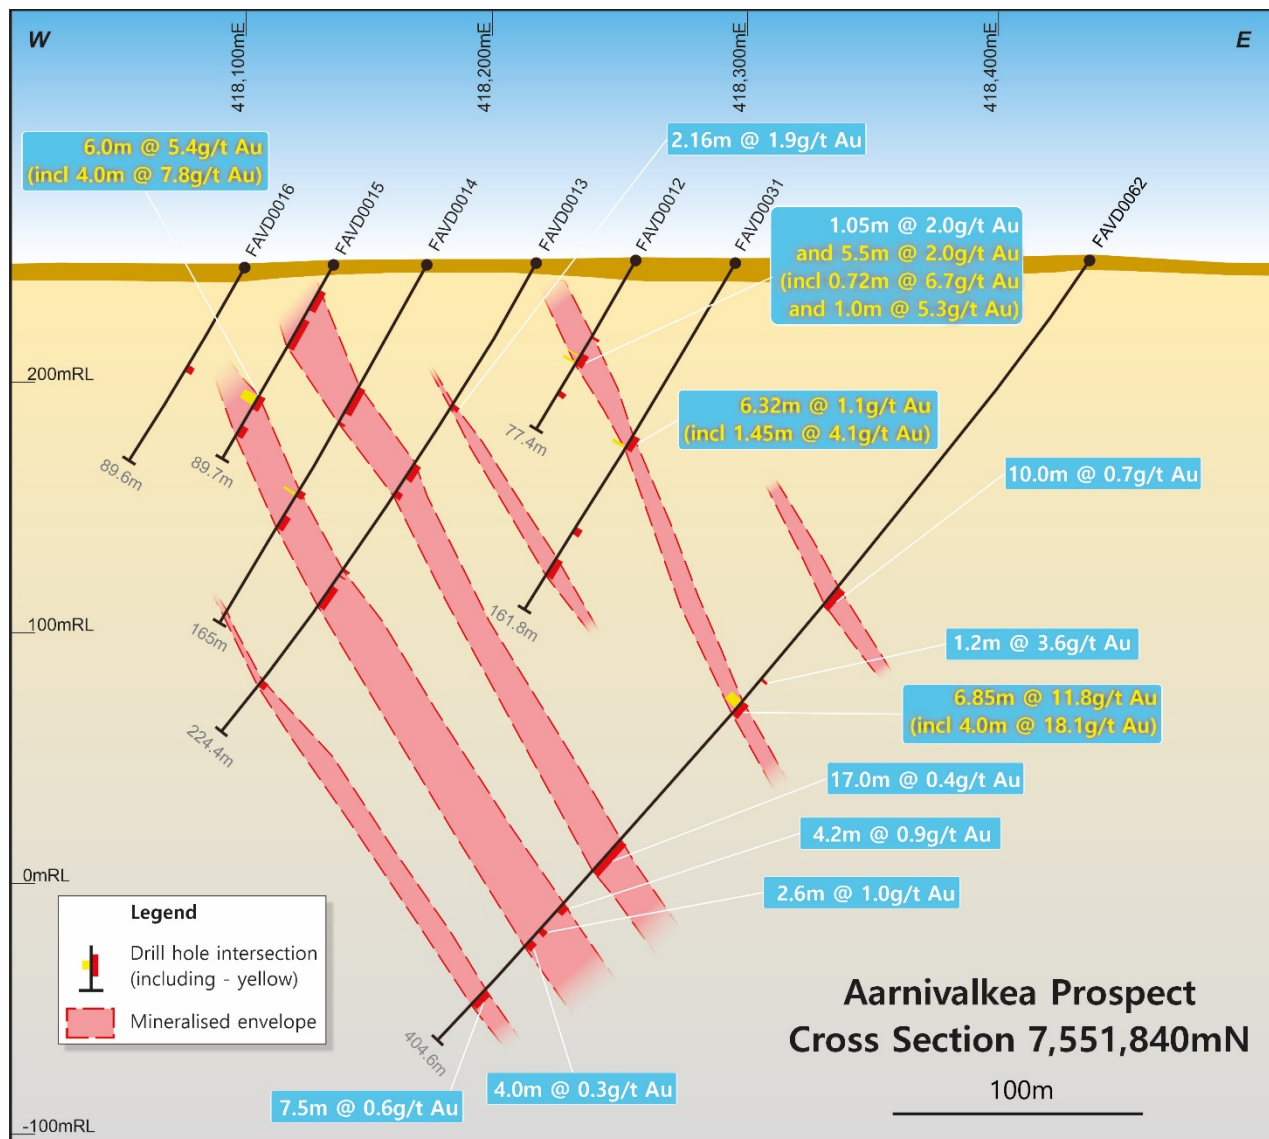 W
E
418,100mE
418,200mE
418,300mE
418,400mE
6.0m @ 5.4g/t Au
(incl 4.0m @ 7.8g/t Au)
2.16m @ 1.9g/t Au
FAVD0016
FAVD0015
FAVD0014
FAVD0013
FAVD0012
FAVD0031
FAVD0062
1.05m @ 2.0g/t Au
and 5.5m @ 2.0g/t Au
(incl 0.72m @ 6.7g/t Au
and 1.0m @ 5.3g/t Au)
200mRL
6.32m @ 1.1g/t Au
(incl 1.45m @ 4.1g/t Au)
77.4m
89.6m
89.7m
10.0m @ 0.7g/t Au
100mRL
165m
161.8m
1.2m @ 3.6g/t Au
6.85m @ 11.8g/t Au
(incl 4.0m @ 18.1g/t Au)
224.4m
17.0m @ 0.4g/t Au
4.2m @ 0.9g/t Au
0mRL
2.6m @ 1.0g/t Au
Legend
Drill hole intersection
(including - yellow)
Mineralised envelope
Aarnivalkea Prospect
Cross Section 7,551,840mN
404.6m
100m
4.0m @ 0.3g/t Au
7.5m @ 0.6g/t Au
-100mRL